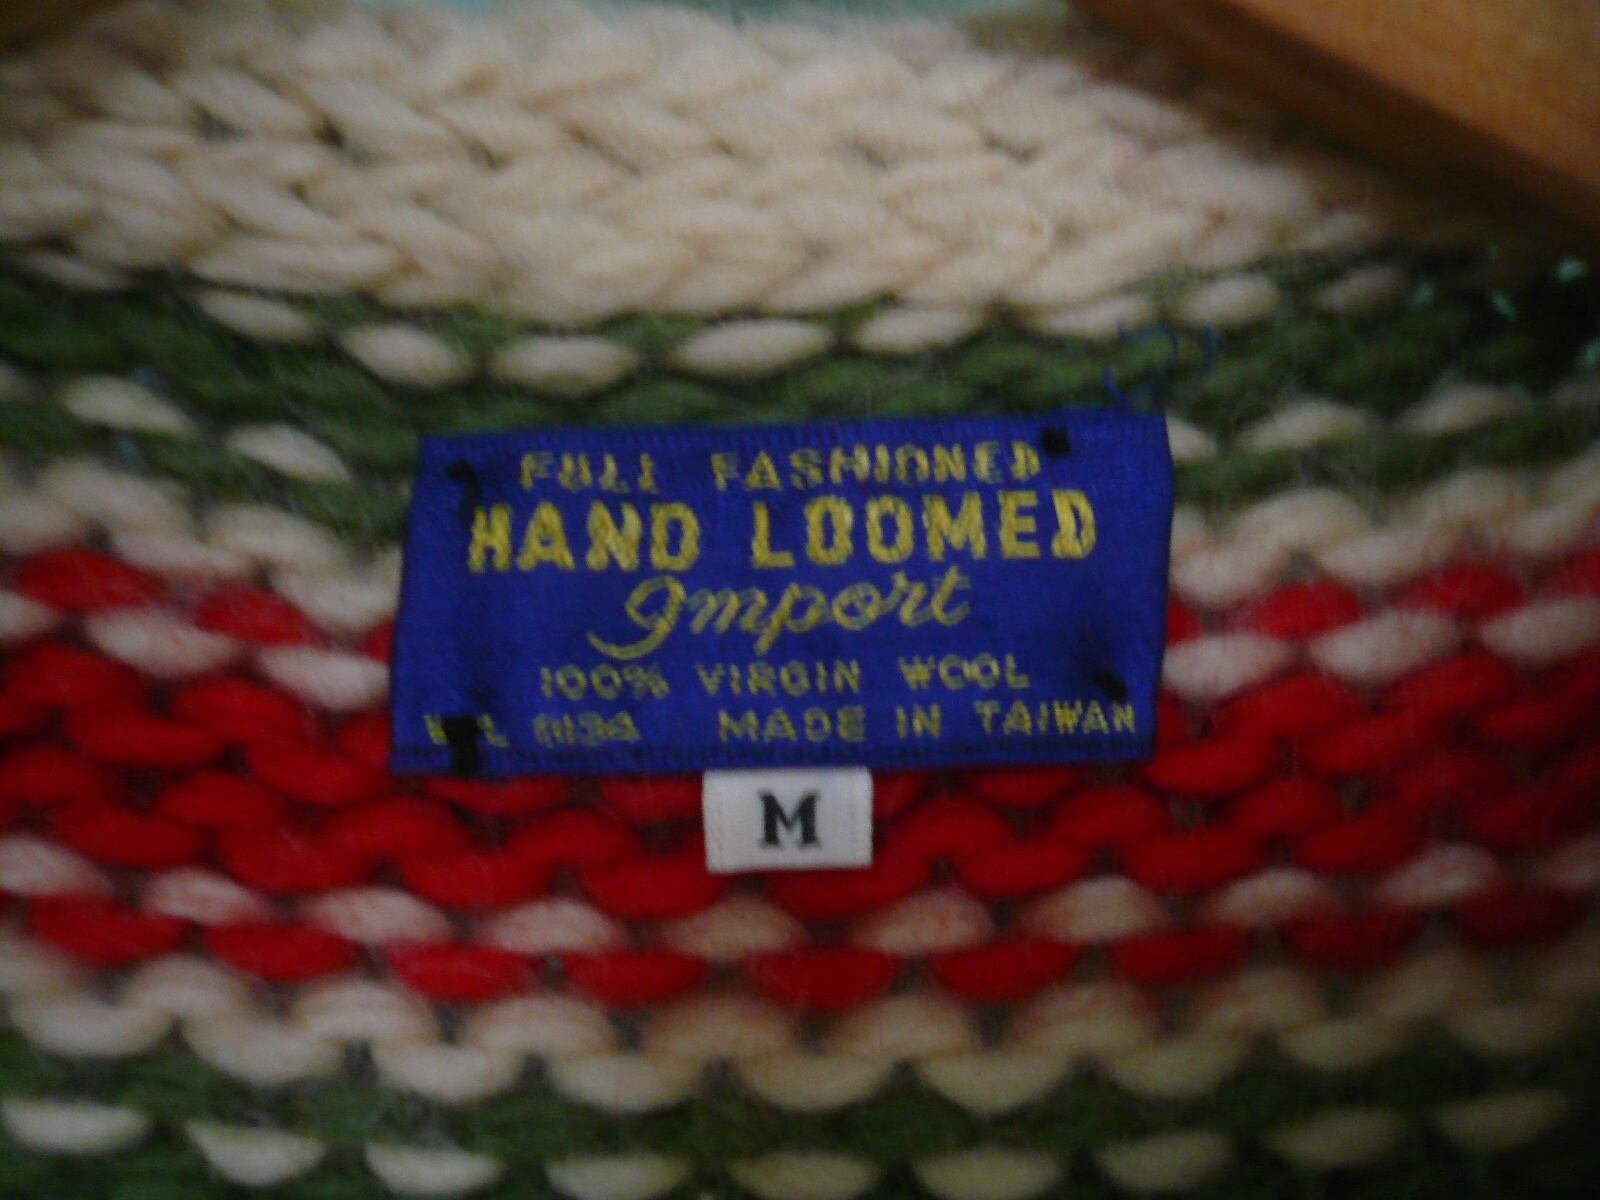 FULL FASHIONED
HAND LOOMED
Import
100% VIRGIN WOOL
MADE IN TAIWAN
M